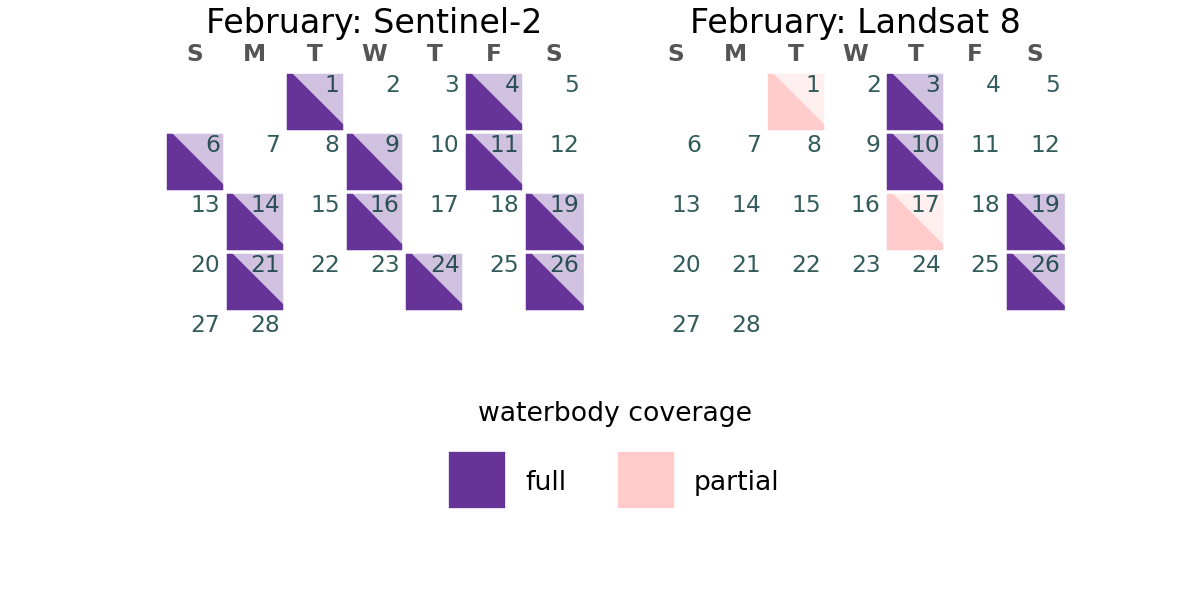 February: Sentinel-2
S M T W T F S
1 2 3 4 5
6 7 8 9 10 11 12
13 14 15 16 17 18 19
20 21 22 23 24 25 26
27 28
February: Landsat 8
S M T W T F S
1 2 3 4 5
6 7 8 9 10 11 12
13 14 15 16 17 18 19
20 21 22 23 24 25 26
27 28
waterbody coverage
full
partial